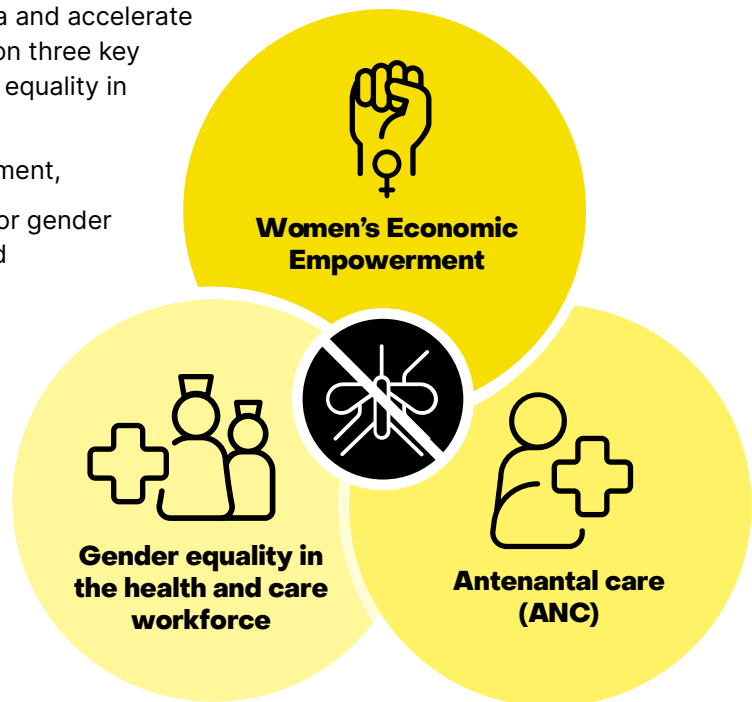 a and accelerate
on three key
equality in
ment,
or gender
d
Women's Economic
Empowerment
Gender equality in
the health and care
workforce
Antenantal care
(ANC)